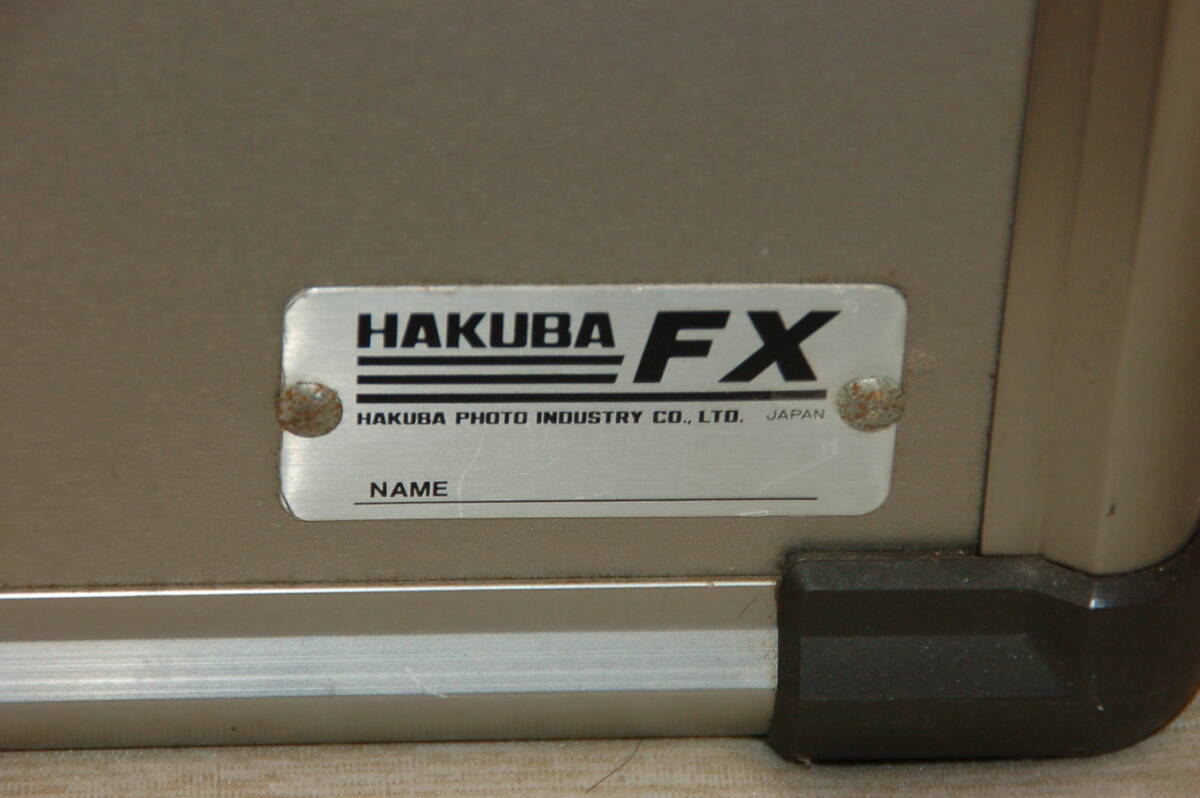 HAKUBA FX
HAKUBA PHOTO INDUSTRY CO., LTD. JAPAN
NAME